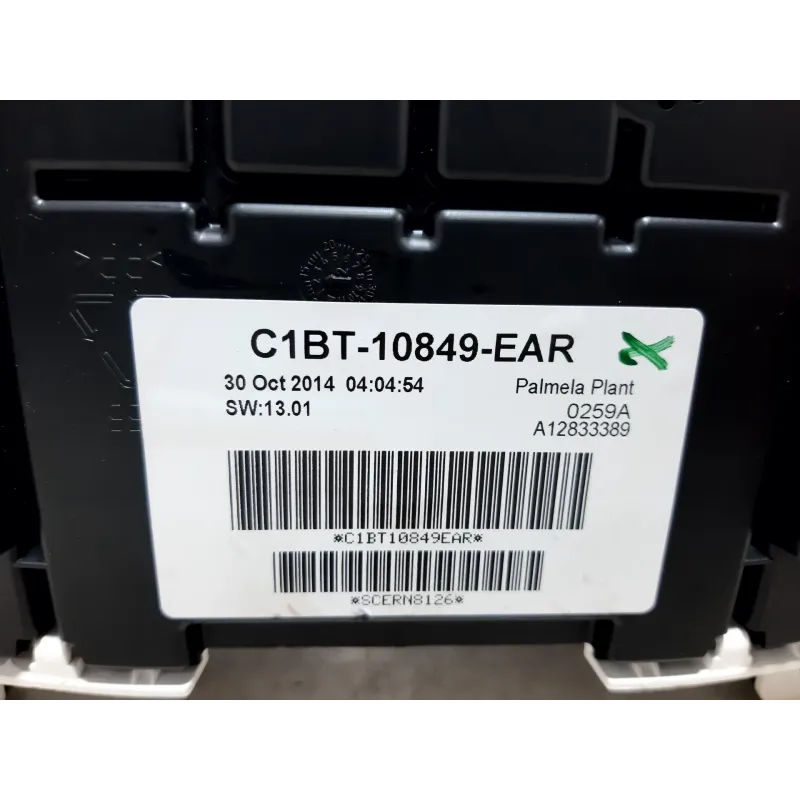 C1BT-10849-EAR
30 Oct 2014 04:04:54
Palmela Plant
SW:13.01
0259A
A12833389
*C1BT10849EAR*
*SCERN8126*